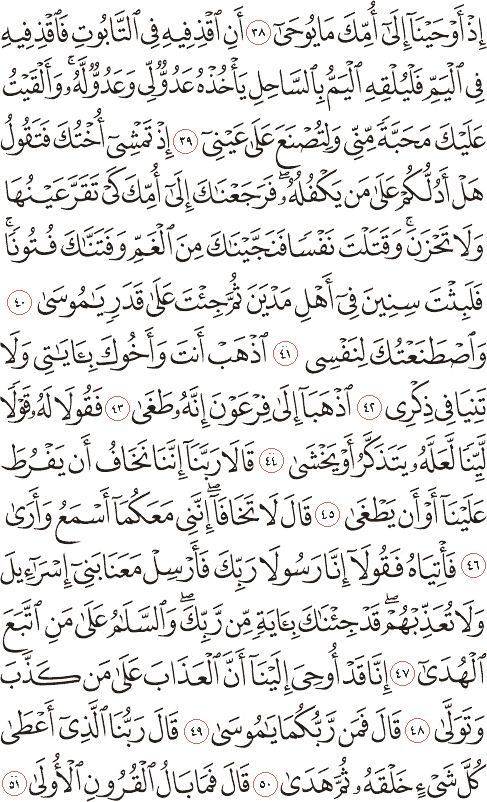 إِذْ أَوْحَيْنَآ إِلَىٰٓ أُمِّكَ مَا يُوحَىٰٓ ٣٨ أَنِ ٱقْذِفِيهِ فِى ٱلتَّابُوتِ فَٱقْذِفِيهِ
فِى ٱلْيَمِّ فَلْيُلْقِهِ ٱلْيَمُّ بِٱلسَّاحِلِ يَأْخُذْهُ عَدُوٌّ لِّى وَعَدُوٌّ لَّهُۥ ۚ وَأَلْقَيْتُ
عَلَيْكَ مَحَبَّةً مِّنِّى وَلِتُصْنَعَ عَلَىٰ عَيْنِىٓ ٣٩ إِذْ تَمْشِىٓ أُخْتُكَ فَتَقُولُ
هَلْ أَدُلُّكُمْ عَلَىٰ مَن يَكْفُلُهُۥ ۖ فَرَجَعْنَٰكَ إِلَىٰٓ أُمِّكَ كَىْ تَقَرَّ عَيْنُهَا
وَلَا تَحْزَنَ ۚ وَقَتَلْتَ نَفْسًا فَنَجَّيْنَٰكَ مِنَ ٱلْغَمِّ وَفَتَنَّٰكَ فُتُونًا ۚ
فَلَبِثْتَ سِنِينَ فِىٓ أَهْلِ مَدْيَنَ ثُمَّ جِئْتَ عَلَىٰ قَدَرٍ يَٰمُوسَىٰ ٤٠
وَٱصْطَنَعْتُكَ لِنَفْسِى ٤١ ٱذْهَبْ أَنتَ وَأَخُوكَ بِـَٔايَٰتِى وَلَا
تَنِيَا فِى ذِكْرِى ٤٢ ٱذْهَبَآ إِلَىٰ فِرْعَوْنَ إِنَّهُۥ طَغَىٰ ٤٣ فَقُولَا لَهُۥ قَوْلًا
لَّيِّنًا لَّعَلَّهُۥ يَتَذَكَّرُ أَوْ يَخْشَىٰ ٤٤ قَالَا رَبَّنَآ إِنَّنَا نَخَافُ أَن يَفْرُطَ
عَلَيْنَآ أَوْ أَن يَطْغَىٰ ٤٥ قَالَ لَا تَخَافَآ ۖ إِنَّنِى مَعَكُمَآ أَسْمَعُ وَأَرَىٰ
٤٦ فَأْتِيَاهُ فَقُولَآ إِنَّا رَسُولَا رَبِّكَ فَأَرْسِلْ مَعَنَا بَنِىٓ إِسْرَٰٓءِيلَ
وَلَا تُعَذِّبْهُمْ ۖ قَدْ جِئْنَٰكَ بِـَٔايَةٍ مِّن رَّبِّكَ ۖ وَٱلسَّلَٰمُ عَلَىٰ مَنِ ٱتَّبَعَ
ٱلْهُدَىٰٓ ٤٧ إِنَّا قَدْ أُوحِىَ إِلَيْنَآ أَنَّ ٱلْعَذَابَ عَلَىٰ مَن كَذَّبَ
وَتَوَلَّىٰ ٤٨ قَالَ فَمَن رَّبُّكُمَا يَٰمُوسَىٰ ٤٩ قَالَ رَبُّنَا ٱلَّذِىٓ أَعْطَىٰ
كُلَّ شَىْءٍ خَلْقَهُۥ ثُمَّ هَدَىٰ ٥٠ قَالَ فَمَا بَالُ ٱلْقُرُونِ ٱلْأُولَىٰ ٥١